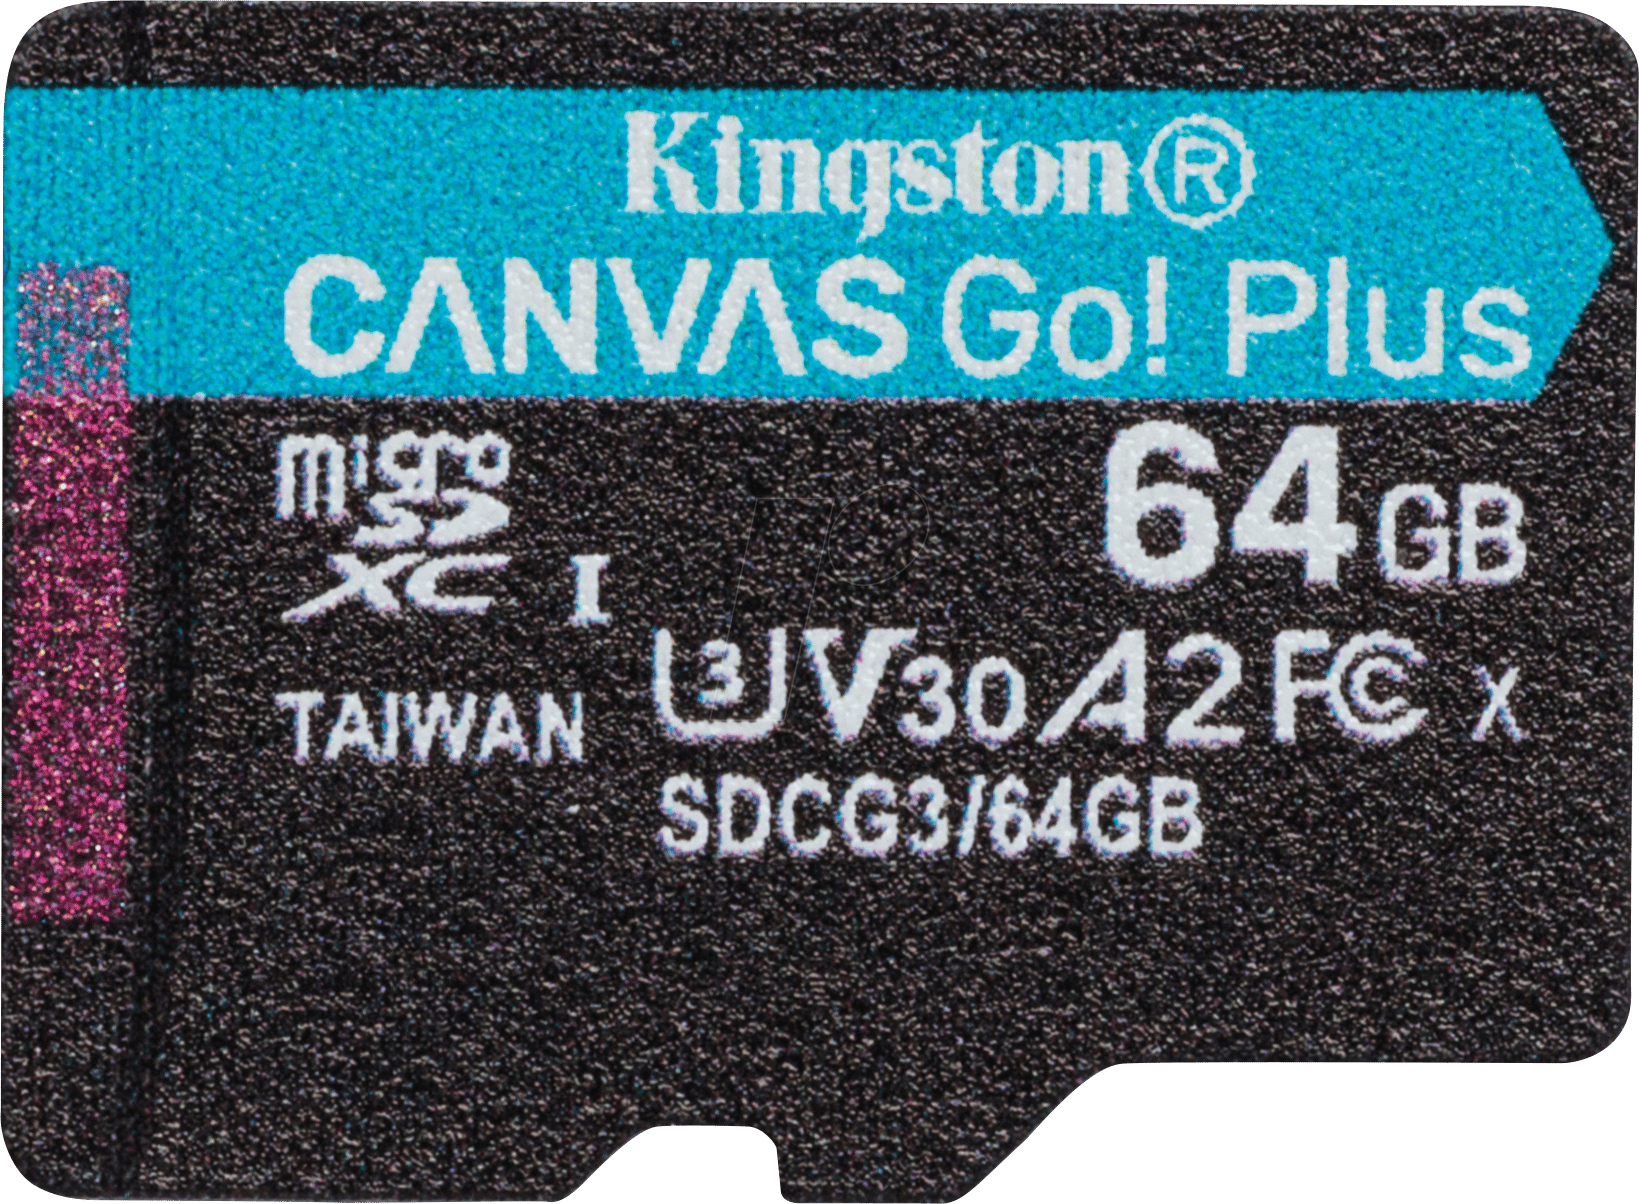 Kingston®
CANVAS Go! Plus
micro
SD
XC I
64GB
U3 V30 A2 FC X
TAIWAN
SDCG3/64GB